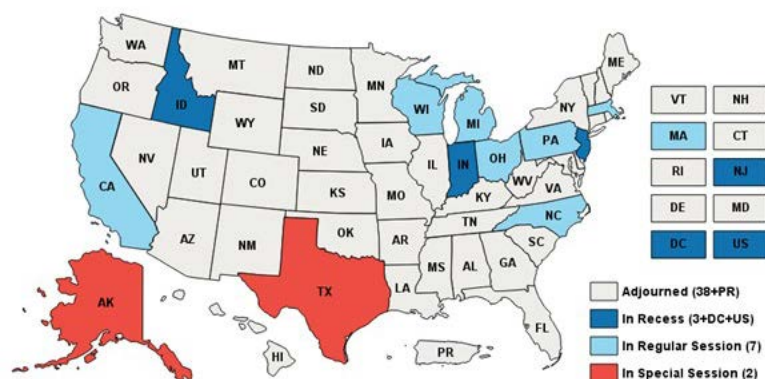 WA
MT
ND
MN
ME
OR
ID
SD
WI
MI
NY
WY
VT
NH
MA
CT
NV
UT
NE
IA
IL
IN
OH
PA
RI
NJ
CA
CO
KS
MO
KY
WV
VA
DE
MD
AZ
NM
OK
AR
TN
NC
SC
DC
US
AK
TX
LA
MS
AL
GA
FL
HI
PR
Adjourned (38+PR)
In Recess (3+DC+US)
In Regular Session (7)
In Special Session (2)